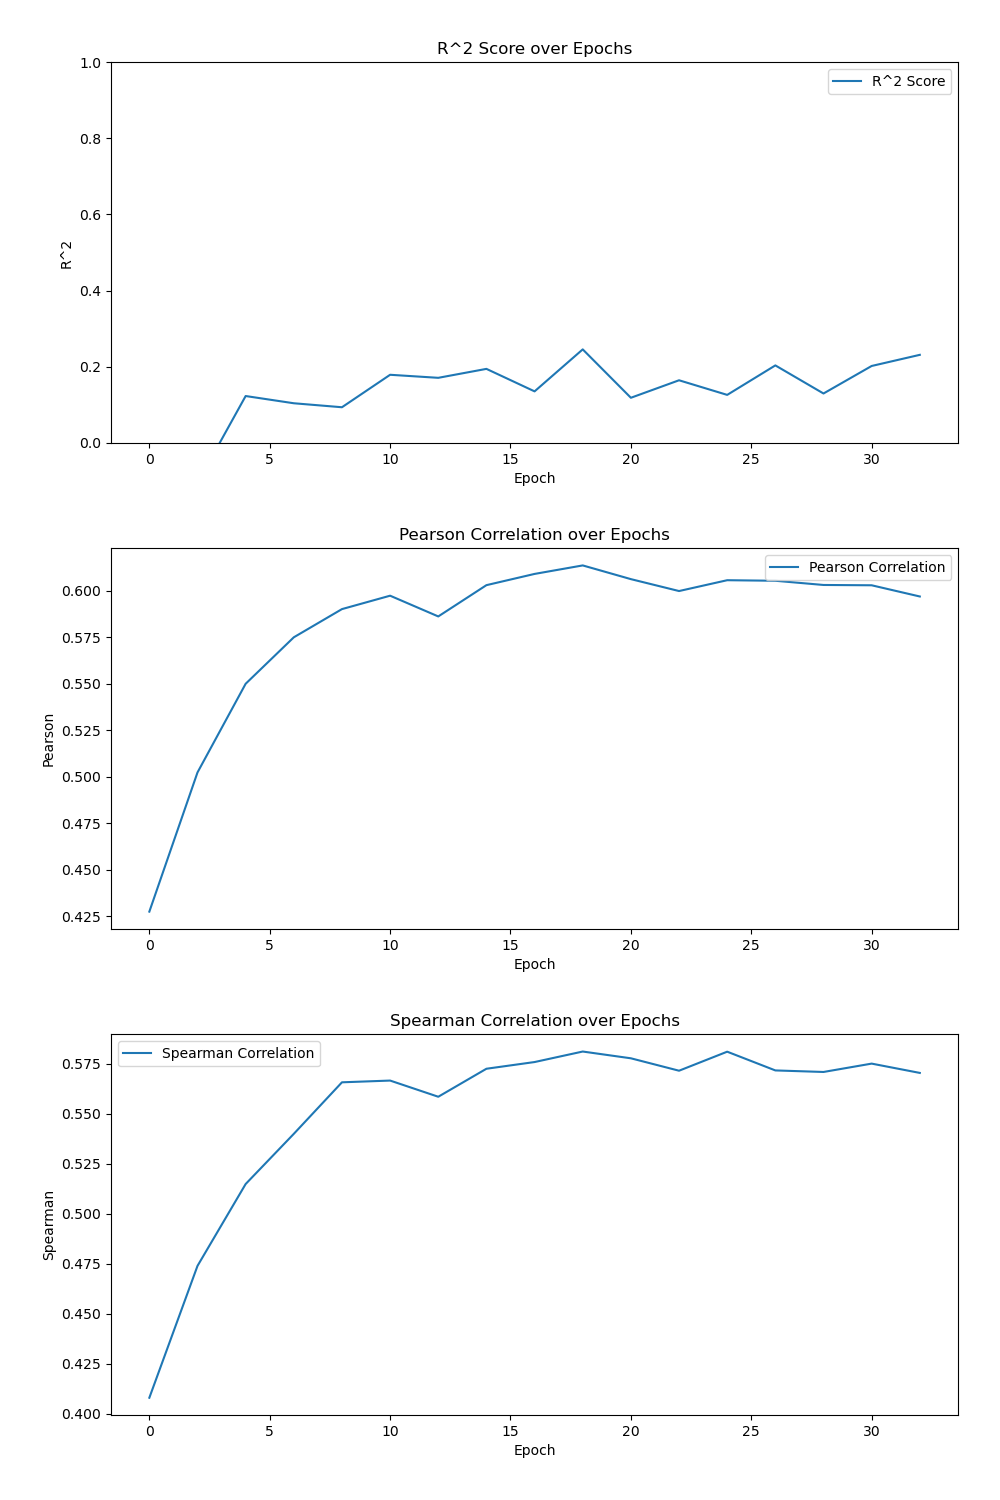 R^2 Score over Epochs
1.0
R^2 Score
0.8
0.6
R^2
0.4
0.2
0.0
0 5 10 15 20 25 30
Epoch
Pearson Correlation over Epochs
Pearson Correlation
0.600
0.575
0.550
0.525
Pearson
0.500
0.475
0.450
0.425
0 5 10 15 20 25 30
Epoch
Spearman Correlation over Epochs
Spearman Correlation
0.575
0.550
0.525
0.500
Spearman
0.475
0.450
0.425
0.400
0 5 10 15 20 25 30
Epoch